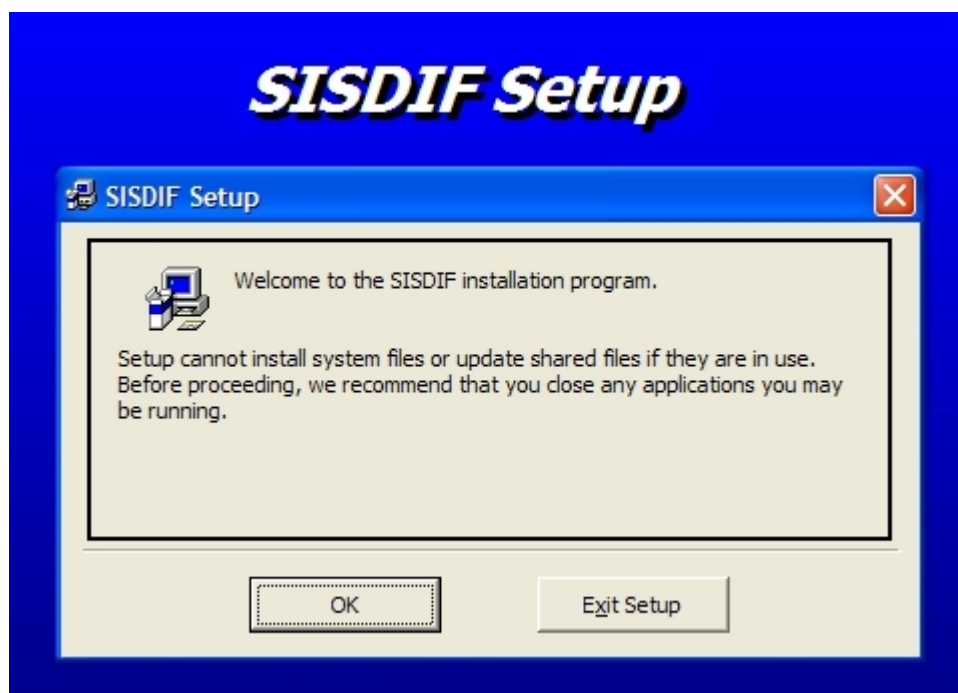 SISDIF Setup
SISDIF Setup
Welcome to the SISDIF installation program.
Setup cannot install system files or update shared files if they are in use.
Before proceeding, we recommend that you close any applications you may
be running.
OK
Exit Setup